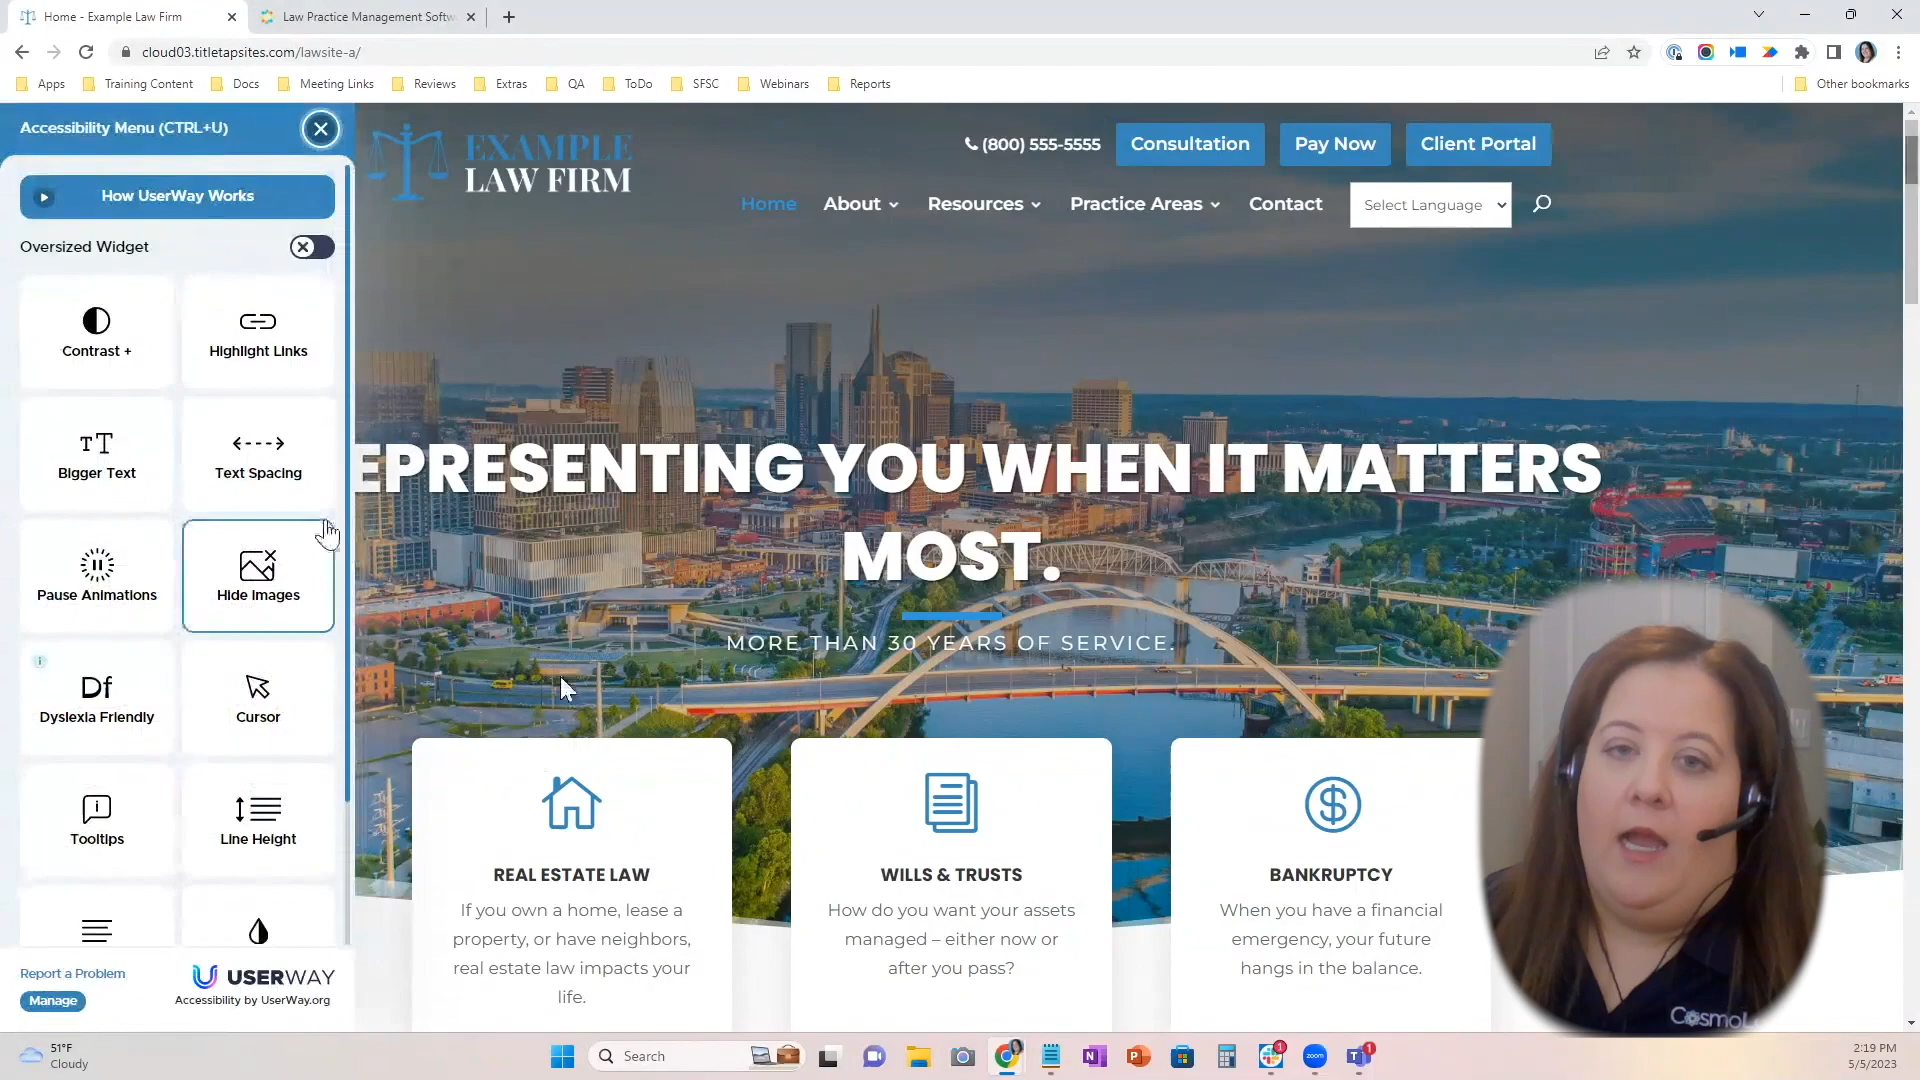 Home - Example Law Firm
Law Practice Management Softw
cloud03.titletapsites.com/lawsite-a/
Apps
Training Content
Docs
Meeting Links
Reviews
Extras
QA
ToDo
SFSC
Webinars
Reports
Other bookmarks
Accessibility Menu (CTRL+U)
How UserWay Works
Oversized Widget
Contrast +
Highlight Links
Bigger Text
Text Spacing
Pause Animations
Hide Images
Df
Dyslexia Friendly
Cursor
Tooltips
Line Height
Report a Problem
Manage
USERWAY
Accessibility by UserWay.org
EXAMPLE
LAW FIRM
(800) 555-5555
Consultation
Pay Now
Client Portal
Home
About
Resources
Practice Areas
Contact
Select Language
EPRESENTING YOU WHEN IT MATTERS
MOST.
MORE THAN 30 YEARS OF SERVICE.
REAL ESTATE LAW
If you own a home, lease a
property, or have neighbors,
real estate law impacts your
life.
WILLS & TRUSTS
How do you want your assets
managed – either now or
after you pass?
BANKRUPTCY
When you have a financial
emergency, your future
hangs in the balance.
CosmoL
51°F
Cloudy
Search
zoom
1
1
2:19 PM
5/5/2023